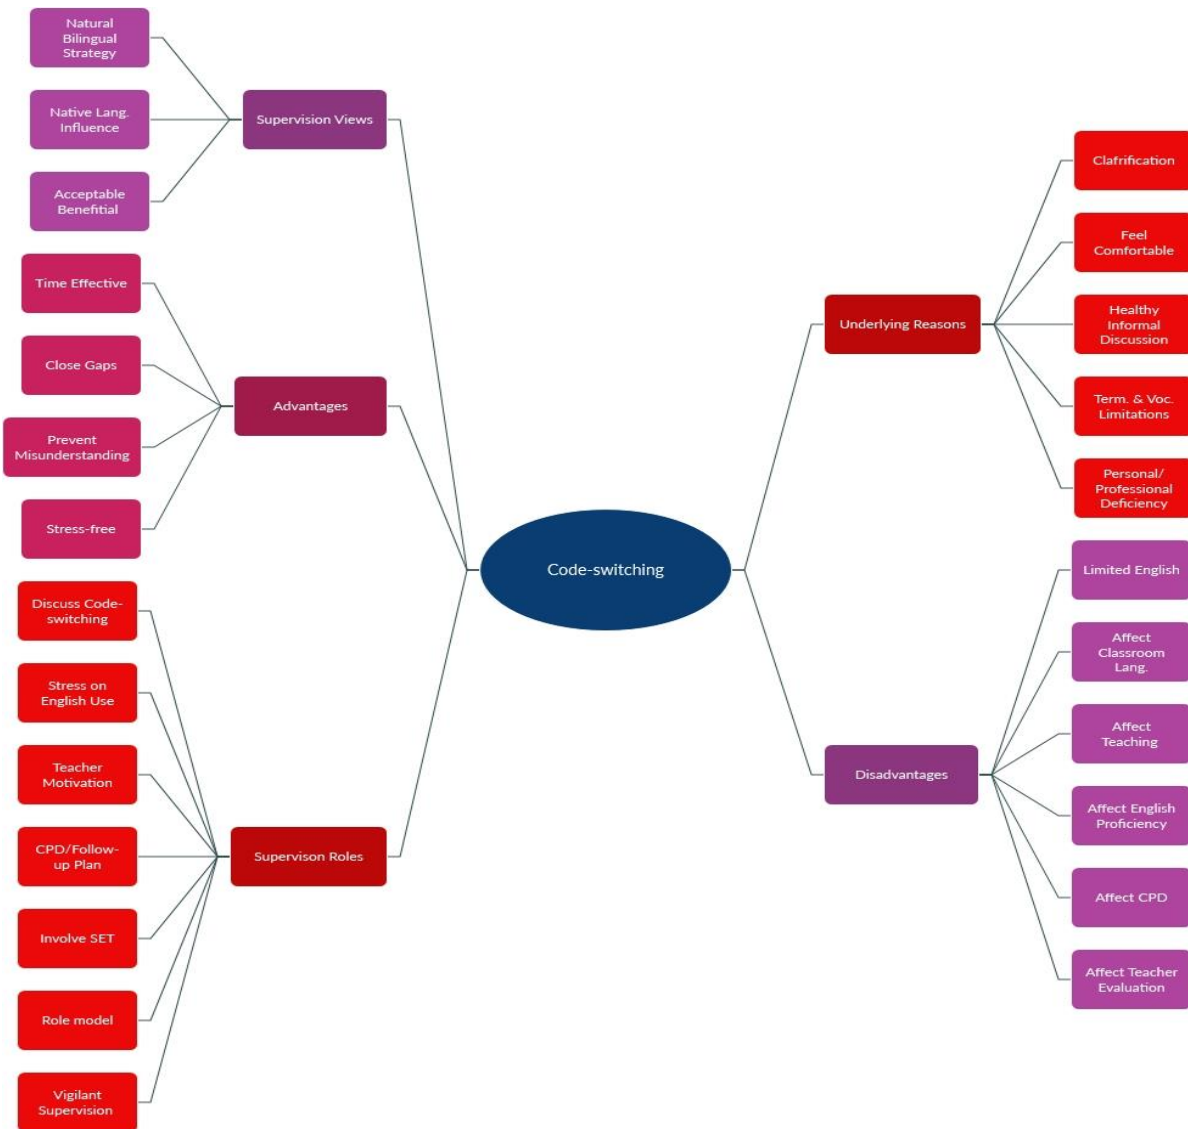 Natural
Bilingual
Strategy
Native Lang.
Influence
Acceptable
Benefitial
Supervision Views
Time Effective
Close Gaps
Prevent
Misunderstanding
Stress-free
Advantages
Discuss Code-
switching
Stress on
English Use
Teacher
Motivation
CPD/Follow-
up Plan
Involve SET
Role model
Vigilant
Supervision
Supervison Roles
Code-switching
Underlying Reasons
Clafrification
Feel
Comfortable
Healthy
Informal
Discussion
Term. & Voc.
Limitations
Personal/
Professional
Deficiency
Disadvantages
Limited English
Affect
Classroom
Lang.
Affect
Teaching
Affect English
Proficiency
Affect CPD
Affect Teacher
Evaluation